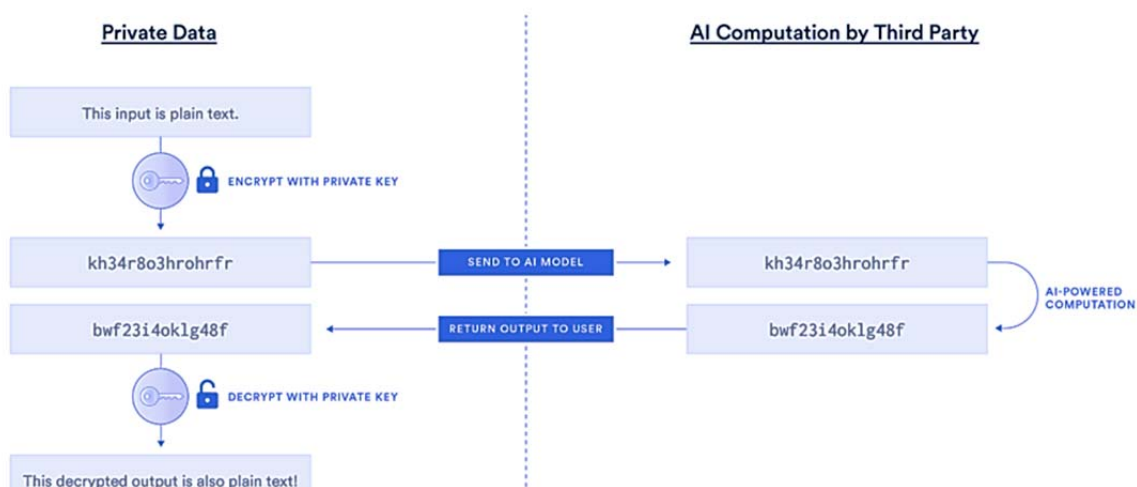 Private Data
AI Computation by Third Party
This input is plain text.
ENCRYPT WITH PRIVATE KEY
kh34r8o3hrohrfr
SEND TO AI MODEL
kh34r8o3hrohrfr
AI-POWERED
COMPUTATION
bwf23i4oklg48f
RETURN OUTPUT TO USER
bwf23i4oklg48f
DECRYPT WITH PRIVATE KEY
This decrypted output is also plain text!